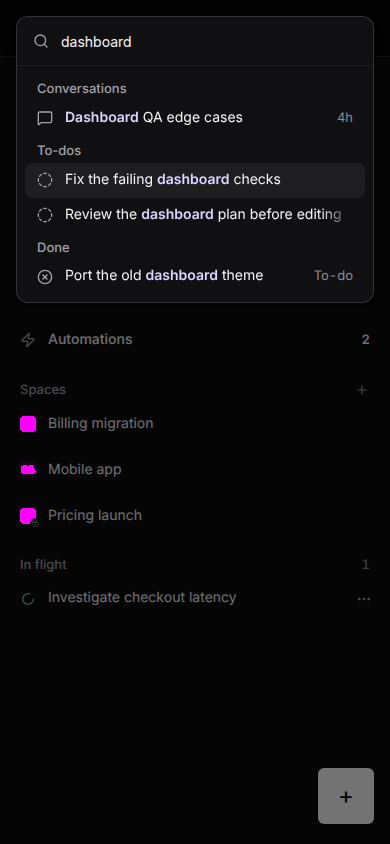 dashboard
Conversations
Dashboard QA edge cases 4h
To-dos
Fix the failing dashboard checks
Review the dashboard plan before editing
Done
Port the old dashboard theme To-do
Automations 2
Spaces +
Billing migration
Mobile app
Pricing launch
In flight 1
Investigate checkout latency ...
+